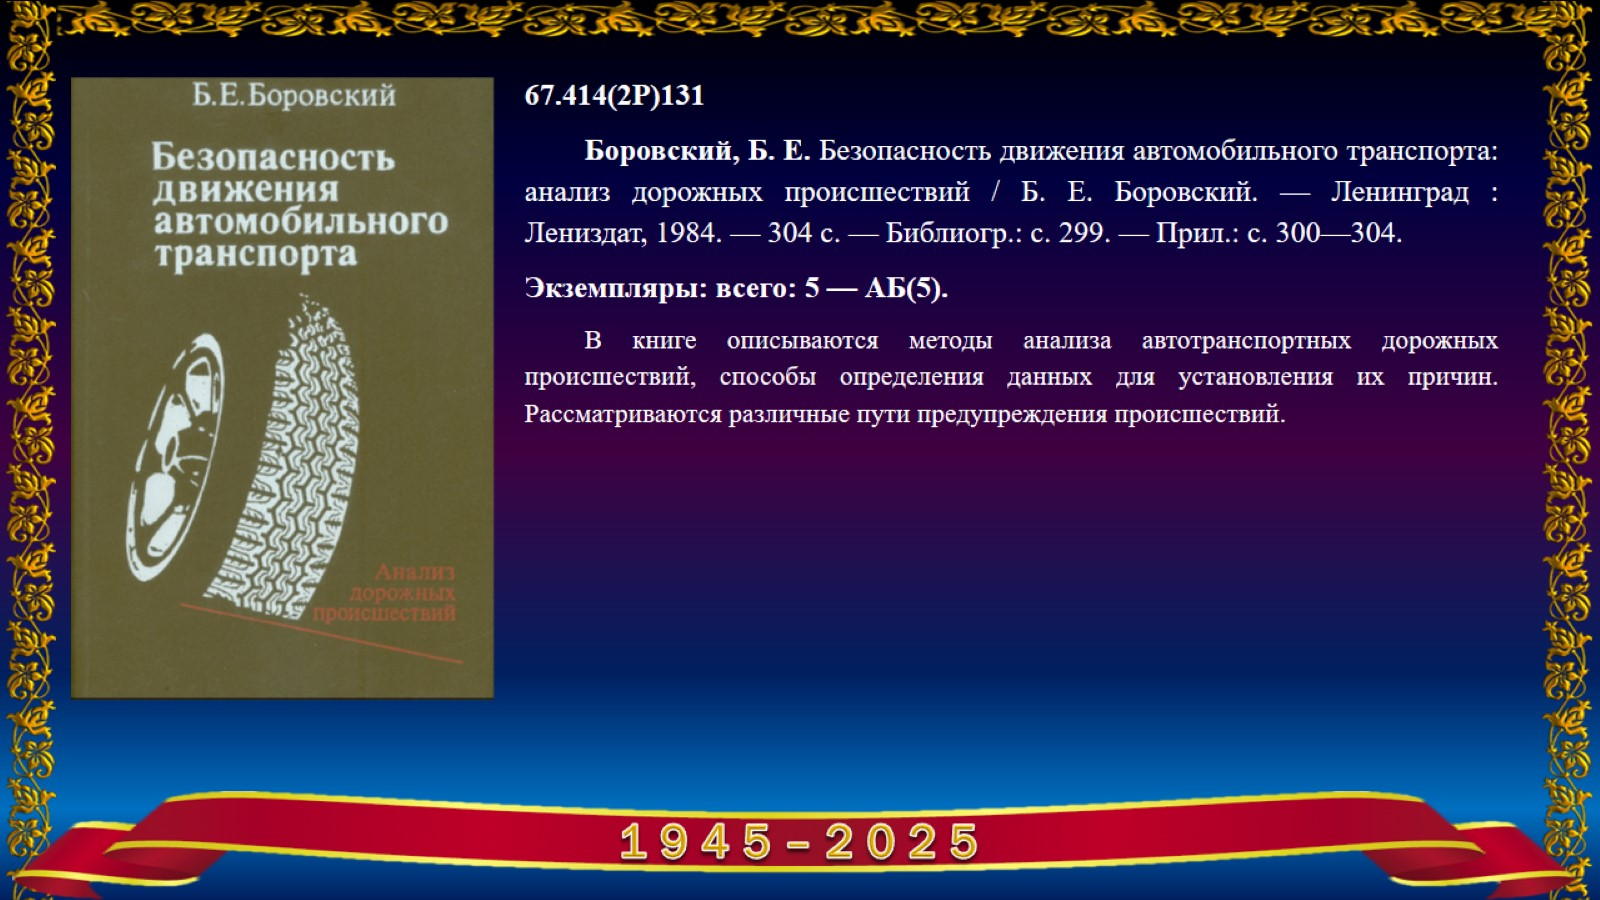 Б.Е.Боровский
Безопасность
движения
автомобильного
транспорта
Анализ
дорожных
происшествий
67.414(2Р)131
Боровский, Б. Е. Безопасность движения автомобильного транспорта:
анализ дорожных происшествий / Б. Е. Боровский. — Ленинград :
Лениздат, 1984. — 304 с. — Библиогр.: с. 299. — Прил.: с. 300—304.
Экземпляры: всего: 5 — АБ(5).
В книге описываются методы анализа автотранспортных дорожных
происшествий, способы определения данных для установления их причин.
Рассматриваются различные пути предупреждения происшествий.
1945–2025